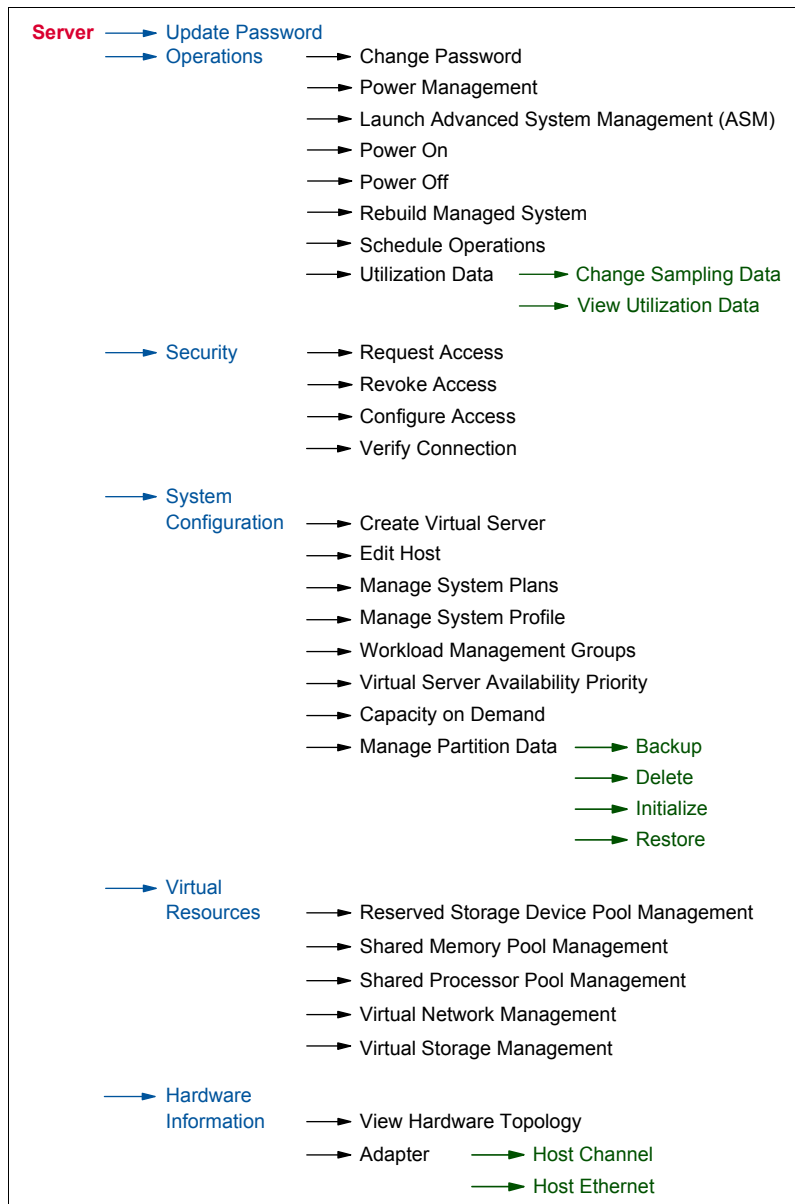 Server Update Password
Operations Change Password
Power Management
Launch Advanced System Management (ASM)
Power On
Power Off
Rebuild Managed System
Schedule Operations
Utilization Data Change Sampling Data
View Utilization Data
Security Request Access
Revoke Access
Configure Access
Verify Connection
System
Configuration Create Virtual Server
Edit Host
Manage System Plans
Manage System Profile
Workload Management Groups
Virtual Server Availability Priority
Capacity on Demand
Manage Partition Data Backup
Delete
Initialize
Restore
Virtual
Resources Reserved Storage Device Pool Management
Shared Memory Pool Management
Shared Processor Pool Management
Virtual Network Management
Virtual Storage Management
Hardware
Information View Hardware Topology
Adapter Host Channel
Host Ethernet